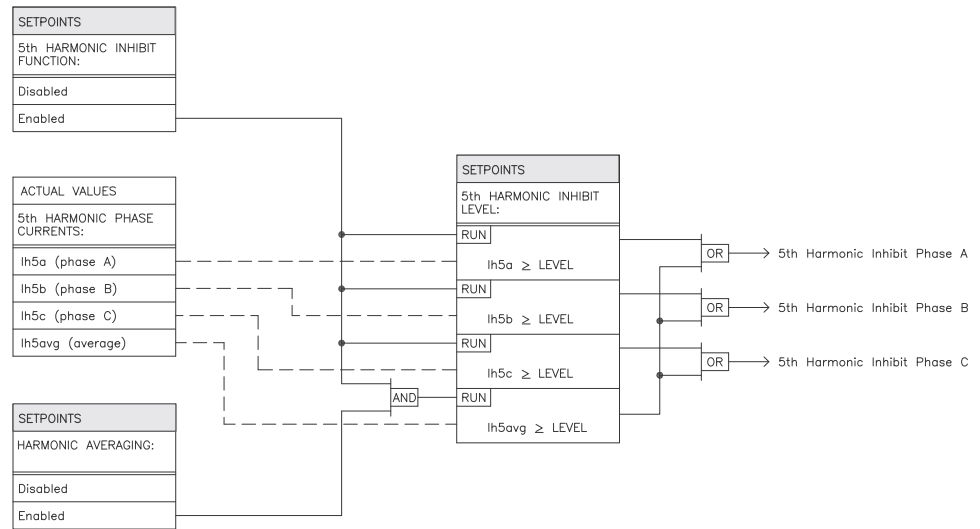 SETPOINTS
5th HARMONIC INHIBIT
FUNCTION:
Disabled
Enabled
ACTUAL VALUES
5th HARMONIC PHASE
CURRENTS:
Ih5a (phase A)
Ih5b (phase B)
Ih5c (phase C)
Ih5avg (average)
SETPOINTS
HARMONIC AVERAGING:
Disabled
Enabled
AND
SETPOINTS
5th HARMONIC INHIBIT
LEVEL:
RUN
Ih5a ≥ LEVEL
RUN
Ih5b ≥ LEVEL
RUN
Ih5c ≥ LEVEL
RUN
Ih5avg ≥ LEVEL
OR
5th Harmonic Inhibit Phase A
OR
5th Harmonic Inhibit Phase B
OR
5th Harmonic Inhibit Phase C